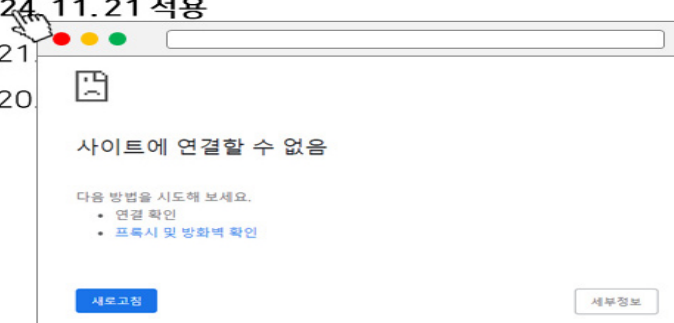 24. 11. 21 적용
21.
20.
사이트에 연결할 수 없음
다음 방법을 시도해 보세요.
• 연결 확인
• 프록시 및 방화벽 확인
새로고침
세부정보